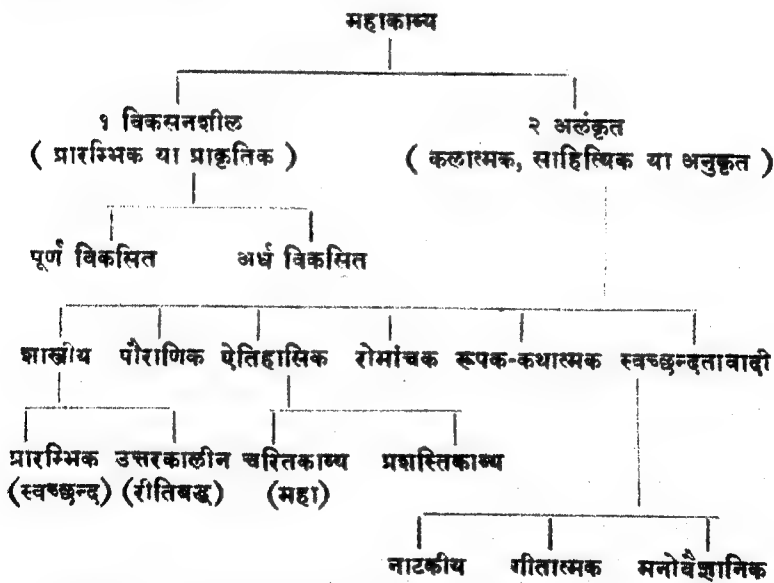 महाकाव्य
१ विकसनशील
( प्रारम्भिक या प्राकृतिक )
२ अलंकृत
( कलात्मक, साहित्यिक या अनुकृत )
पूर्ण विकसित अर्ध विकसित
शास्त्रीय पौराणिक ऐतिहासिक रोमांचक रूपक-कथात्मक स्वच्छन्दतावादी
प्रारम्भिक उत्तरकालीन चरितकाव्य प्रशस्तिकाव्य
(स्वच्छन्द) (रीतिबद्ध) (महा)
नाटकीय गीतात्मक मनोवैज्ञानिक